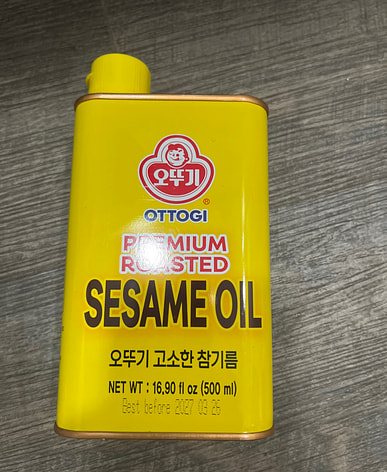 오뚜기
®
OTTOGI
PREMIUM
ROASTED
SESAME OIL
오뚜기 고소한 참기름
NET WT : 16.90 fl oz (500 ml)
Best before 2027 03 26